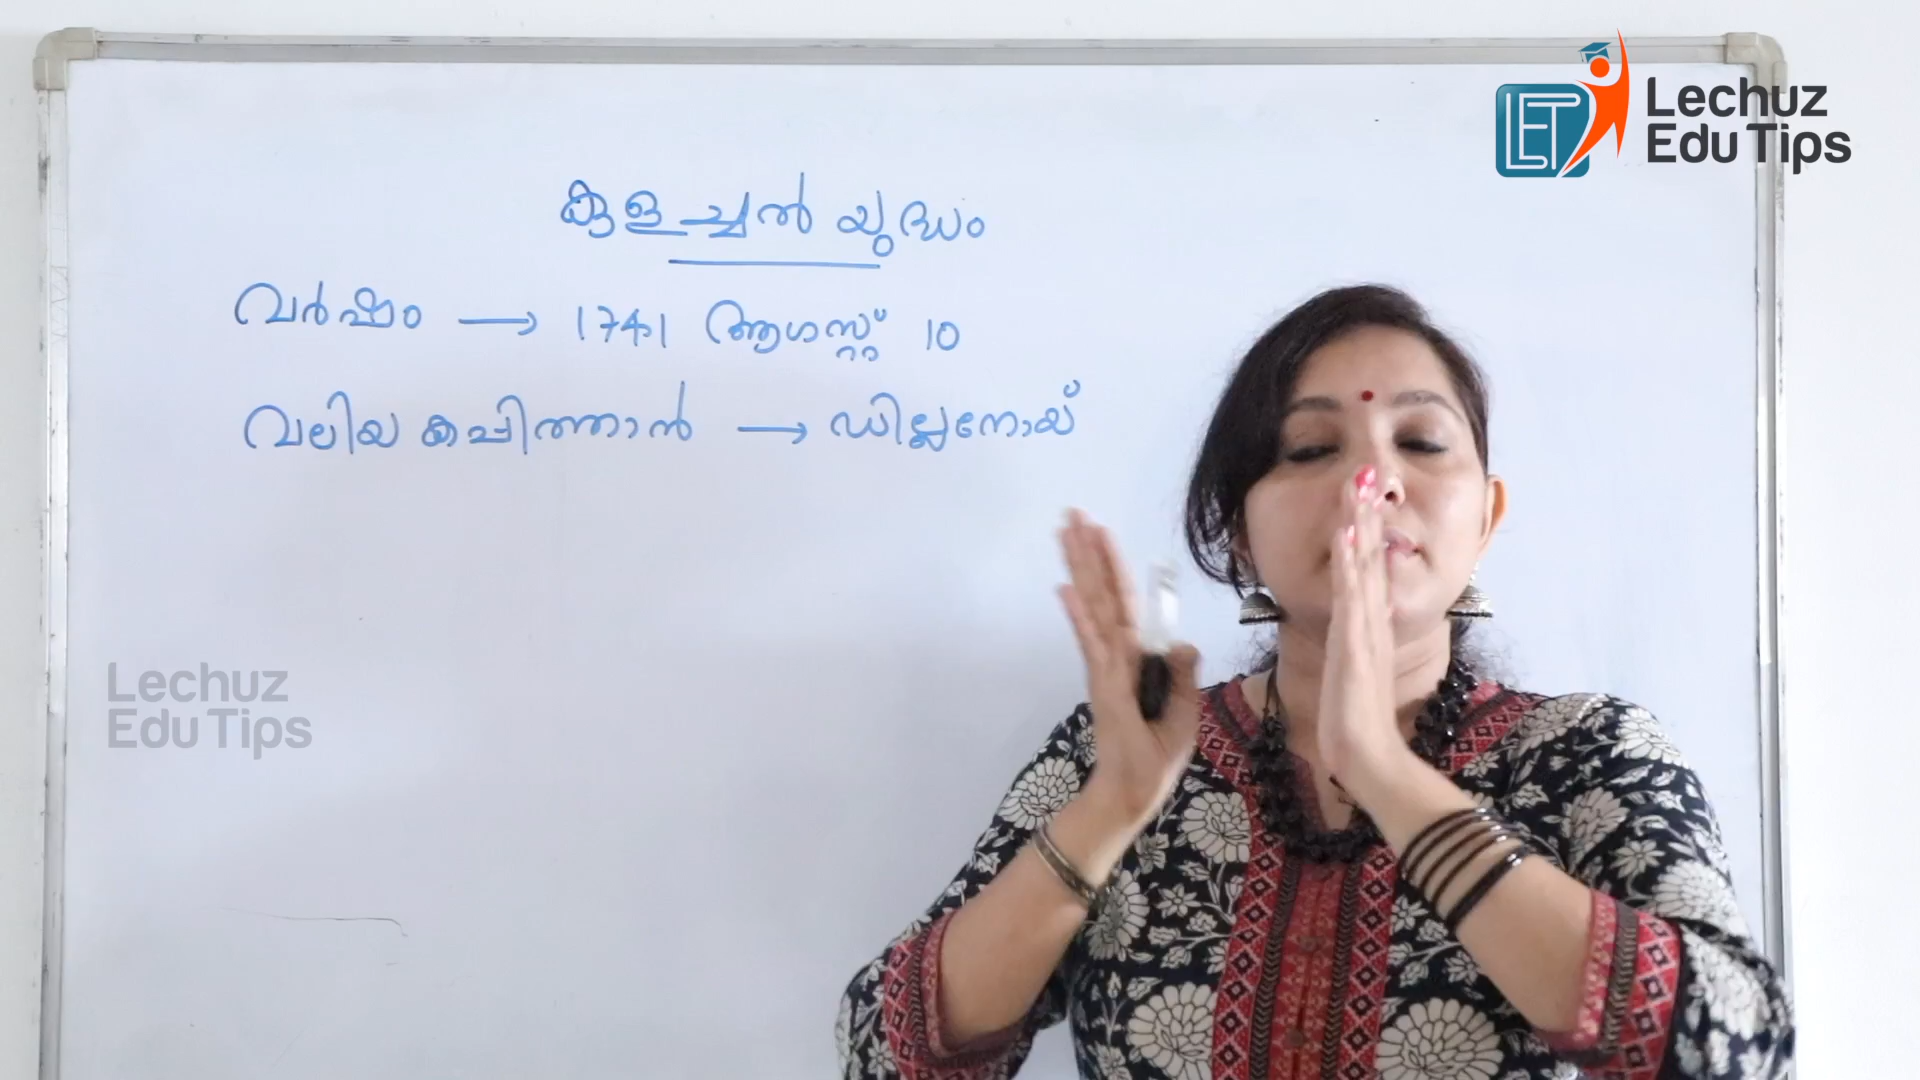 Lechuz
Edu Tips
കുളച്ചൽ യുദ്ധം
വർഷം → 1741 ആഗസ്റ്റ് 10
വലിയ കപ്പിത്താൻ → ഡില്ലനോയ്
Lechuz
Edu Tips